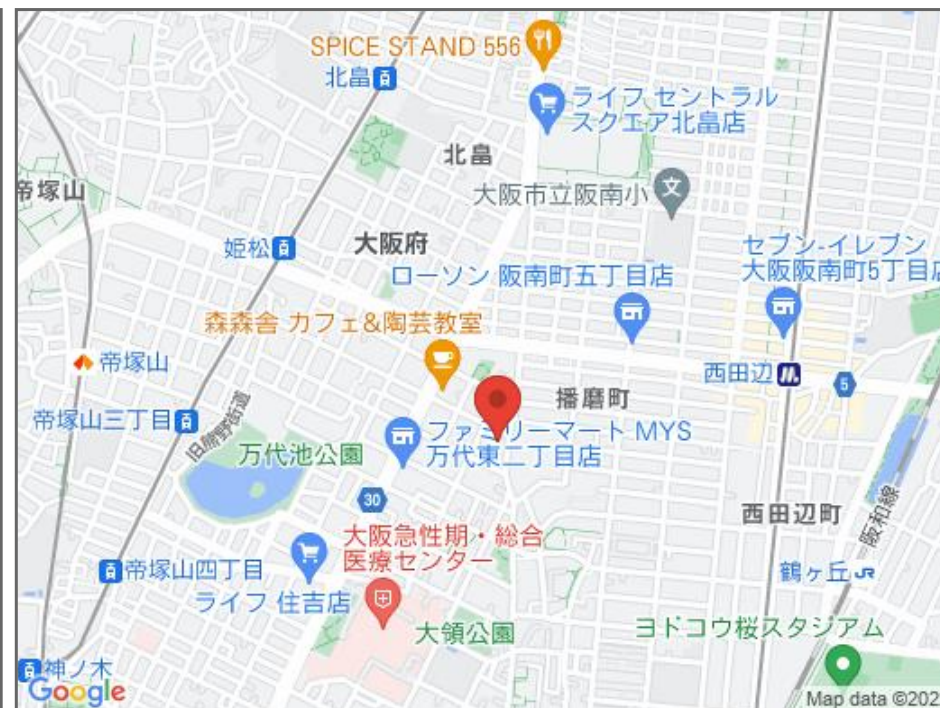 SPICE STAND 556
北畠
ライフ セントラル
スクエア北畠店
北畠
大阪市立阪南小
帝塚山
姫松
大阪府
セブン-イレブン
大阪阪南町5丁目店
ローソン 阪南町五丁目店
森森舎 カフェ&陶芸教室
帝塚山
西田辺
5
播磨町
帝塚山三丁目
旧熊野街道
ファミリーマート MYS
万代東二丁目店
万代池公園
30
西田辺町
阪和線
大阪急性期・総合
医療センター
帝塚山四丁目
鶴ヶ丘 JR
ライフ 住吉店
大領公園
ヨドコウ桜スタジアム
神ノ木
Google
Map data ©202